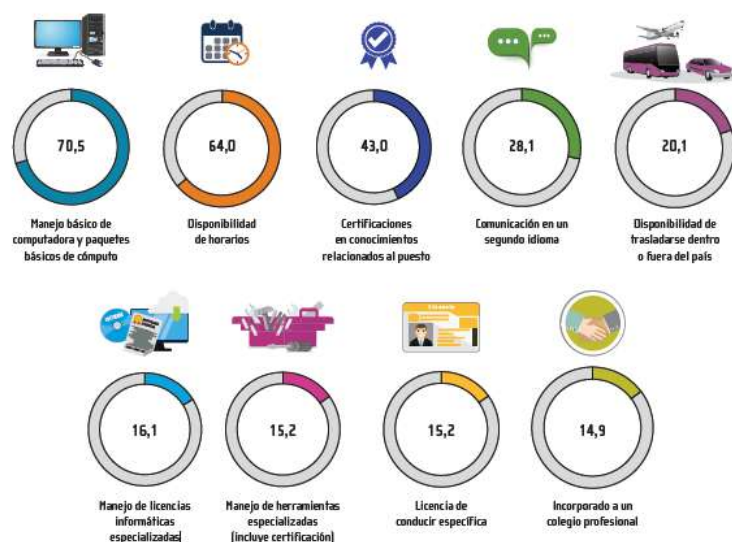 70,5
64,0
43,0
28,1
20,1
Manejo básico de
computadora y paquetes
básicos de cómputo
Disponibilidad
de horarios
Certificaciones
en conocimientos
relacionados al puesto
Comunicación en un
segundo idioma
Disponibilidad de
trasladarse dentro
o fuera del país
16,1
15,2
15,2
14,9
Manejo de licencias
informáticas
especializadas
Manejo de herramientas
especializadas
(incluye certificación)
Licencia de
conducir específica
Incorporado a un
colegio profesional